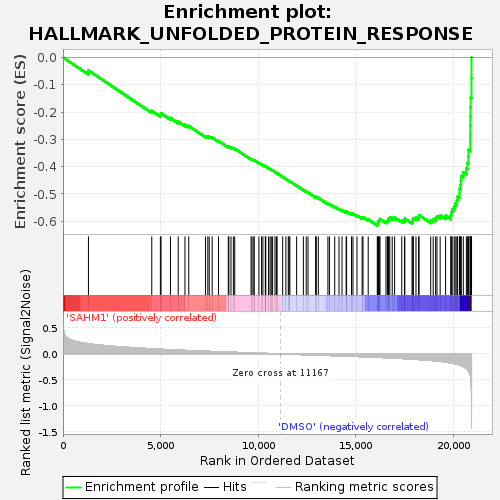 Enrichment plot:
HALLMARK_UNFOLDED_PROTEIN_RESPONSE
Enrichment score (ES)
0.0
-0.1
-0.2
-0.3
-0.4
-0.5
-0.6
'SAHM1' (positively correlated)
Ranked list metric (Signal2Noise)
0.5
0.0
-0.5
-1.0
-1.5
Zero cross at 11167
'DMSO' (negatively correlated)
0
5,000
10,000
15,000
20,000
Rank in Ordered Dataset
Enrichment profile
Hits
Ranking metric scores